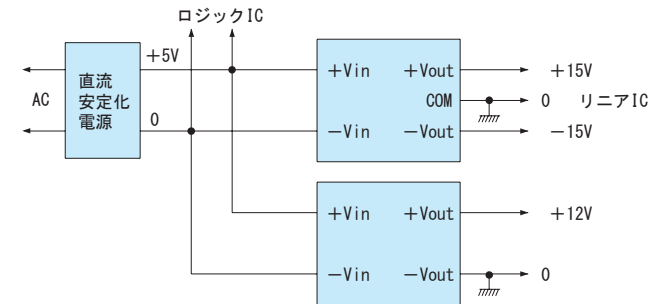 ロジックIC
+5V
AC
直流
安定化
電源
0
+Vin +Vout
COM
−Vin −Vout
+15V
0 リニアIC
−15V
+Vin +Vout
−Vin −Vout
+12V
0